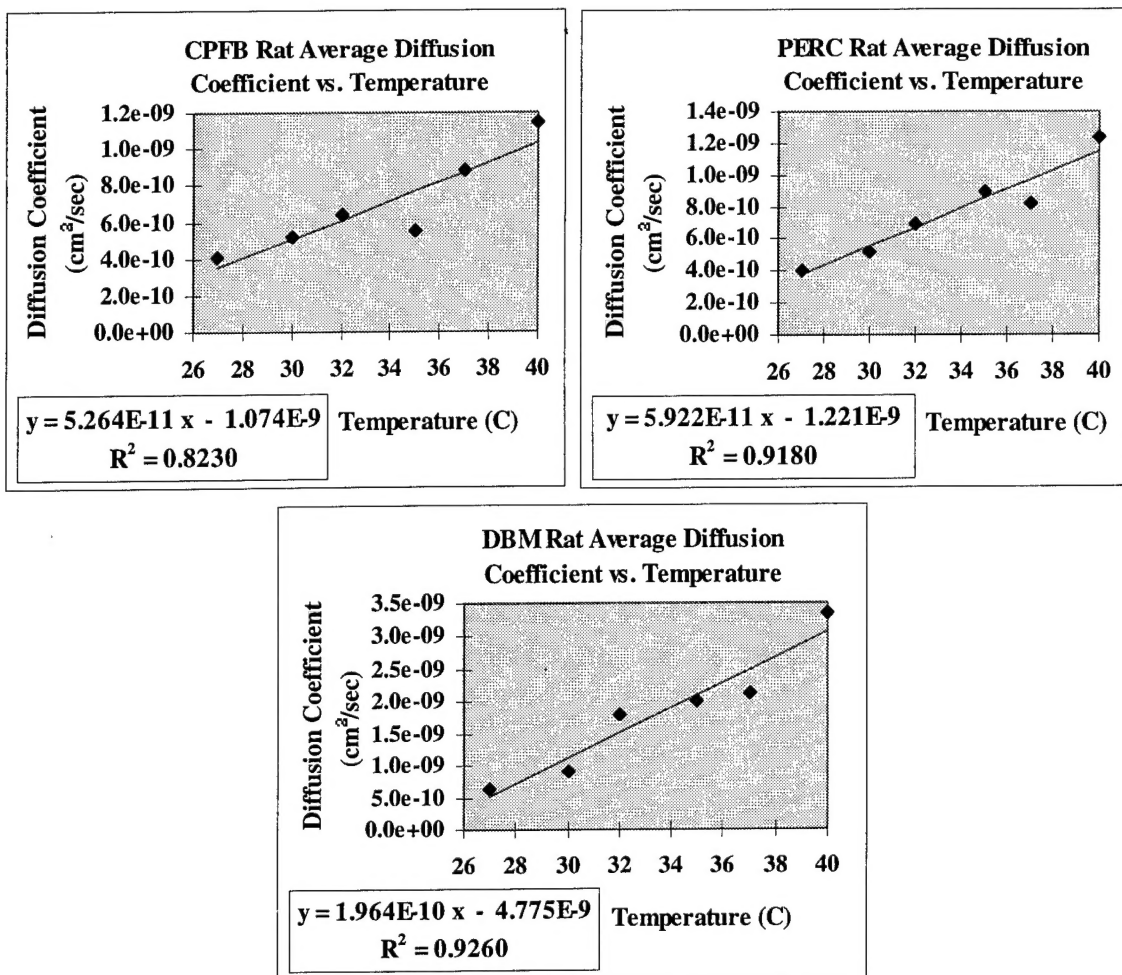 CPFB Rat Average Diffusion
Coefficient vs. Temperature
Diffusion Coefficient
(cm²/sec)
1.2e-09
1.0e-09
8.0e-10
6.0e-10
4.0e-10
2.0e-10
0.0e+00
26 28 30 32 34 36 38 40
y = 5.264E-11 x - 1.074E-9
R² = 0.8230
Temperature (C)
PERC Rat Average Diffusion
Coefficient vs. Temperature
Diffusion Coefficient
(cm²/sec)
1.4e-09
1.2e-09
1.0e-09
8.0e-10
6.0e-10
4.0e-10
2.0e-10
0.0e+00
26 28 30 32 34 36 38 40
y = 5.922E-11 x - 1.221E-9
R² = 0.9180
Temperature (C)
DBM Rat Average Diffusion
Coefficient vs. Temperature
Diffusion Coefficient
(cm²/sec)
3.5e-09
3.0e-09
2.5e-09
2.0e-09
1.5e-09
1.0e-09
5.0e-10
0.0e+00
26 28 30 32 34 36 38 40
y = 1.964E-10 x - 4.775E-9
R² = 0.9260
Temperature (C)